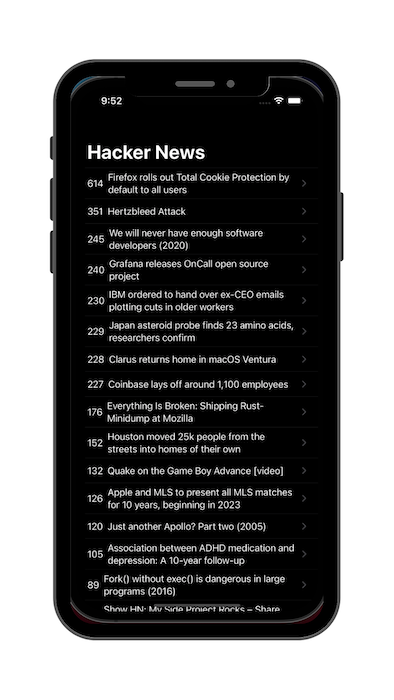 9:52
Hacker News
614 Firefox rolls out Total Cookie Protection by
default to all users
351 Hertzbleed Attack
245 We will never have enough software
developers (2020)
240 Grafana releases OnCall open source
project
230 IBM ordered to hand over ex-CEO emails
plotting cuts in older workers
229 Japan asteroid probe finds 23 amino acids,
researchers confirm
228 Clarus returns home in macOS Ventura
227 Coinbase lays off around 1,100 employees
176 Everything Is Broken: Shipping Rust-
Minidump at Mozilla
152 Houston moved 25k people from the
streets into homes of their own
132 Quake on the Game Boy Advance [video]
126 Apple and MLS to present all MLS matches
for 10 years, beginning in 2023
120 Just another Apollo? Part two (2005)
105 Association between ADHD medication and
depression: A 10-year follow-up
89 Fork() without exec() is dangerous in large
programs (2016)
Show HN: My Side Project Rocks – Share